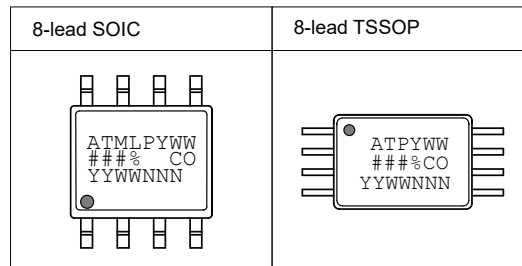 8-lead SOIC
8-lead TSSOP
ATMLPYWW
###% CO
YYWWNNN
ATPYWW
###%CO
YYWWNNN